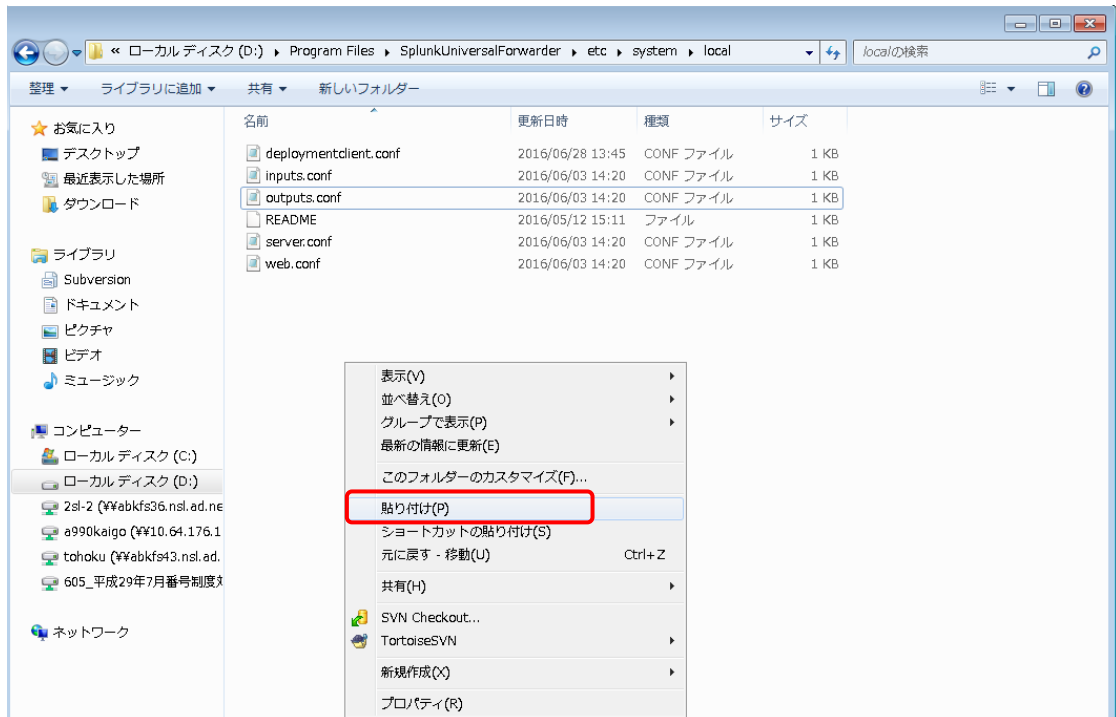 « ローカル ディスク (D:) ▸ Program Files ▸ SplunkUniversalForwarder ▸ etc ▸ system ▸ local
localの検索
整理 ▼ ライブラリに追加 ▼ 共有 ▼ 新しいフォルダー
お気に入り
デスクトップ
最近表示した場所
ダウンロード
ライブラリ
Subversion
ドキュメント
ピクチャ
ビデオ
ミュージック
コンピューター
ローカル ディスク (C:)
ローカル ディスク (D:)
2sl-2 (¥¥abkfs36.nsl.ad.ne
a990kaigo (¥¥10.64.176.1
tohoku (¥¥abkfs43.nsl.ad.
605_平成29年7月番号制度対
ネットワーク
名前 更新日時 種類 サイズ
deploymentclient.conf 2016/06/28 13:45 CONF ファイル 1 KB
inputs.conf 2016/06/03 14:20 CONF ファイル 1 KB
outputs.conf 2016/06/03 14:20 CONF ファイル 1 KB
README 2016/05/12 15:11 ファイル 1 KB
server.conf 2016/06/03 14:20 CONF ファイル 1 KB
web.conf 2016/06/03 14:20 CONF ファイル 1 KB
表示(V)
並べ替え(O)
グループで表示(P)
最新の情報に更新(E)
このフォルダーのカスタマイズ(F)...
貼り付け(P)
ショートカットの貼り付け(S)
元に戻す - 移動(U) Ctrl+Z
共有(H)
SVN Checkout...
TortoiseSVN
新規作成(X)
プロパティ(R)